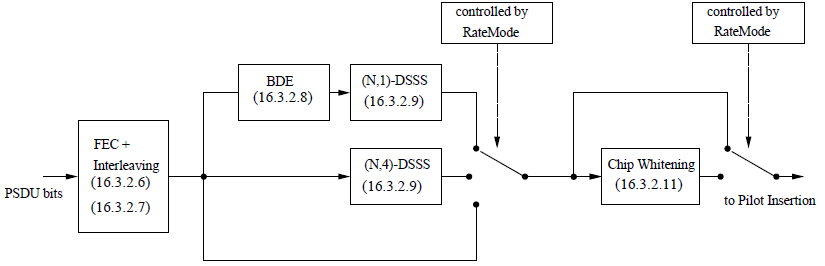 controlled by
RateMode
controlled by
RateMode
BDE
(16.3.2.8)
(N,1)-DSSS
(16.3.2.9)
FEC +
Interleaving
(16.3.2.6)
(16.3.2.7)
PSDU bits
(N,4)-DSSS
(16.3.2.9)
Chip Whitening
(16.3.2.11)
to Pilot Insertion